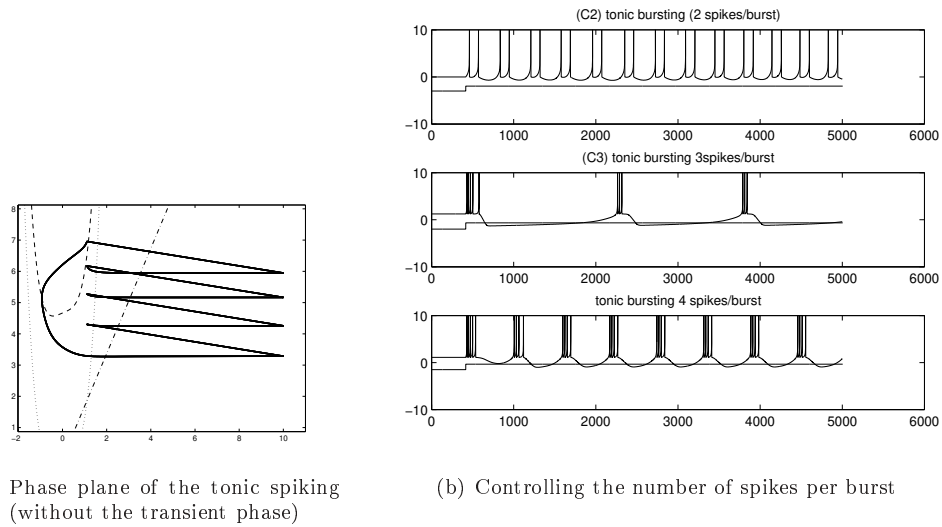 (C2) tonic bursting (2 spikes/burst)
10
0
−10
0 1000 2000 3000 4000 5000 6000
(C3) tonic bursting 3spikes/burst
10
0
−10
0 1000 2000 3000 4000 5000 6000
tonic bursting 4 spikes/burst
10
0
−10
0 1000 2000 3000 4000 5000 6000
8
7
6
5
4
3
2
1
−2 0 2 4 6 8 10
Phase plane of the tonic spiking
(without the transient phase)
(b) Controlling the number of spikes per burst